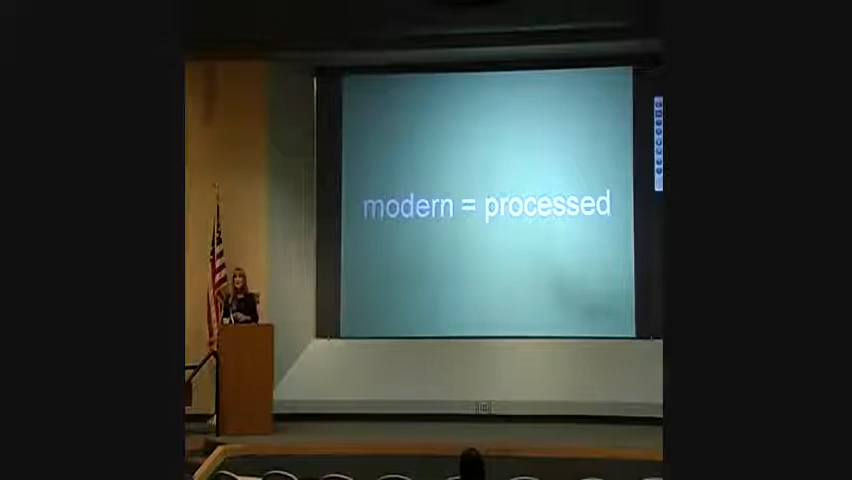 modern = processed